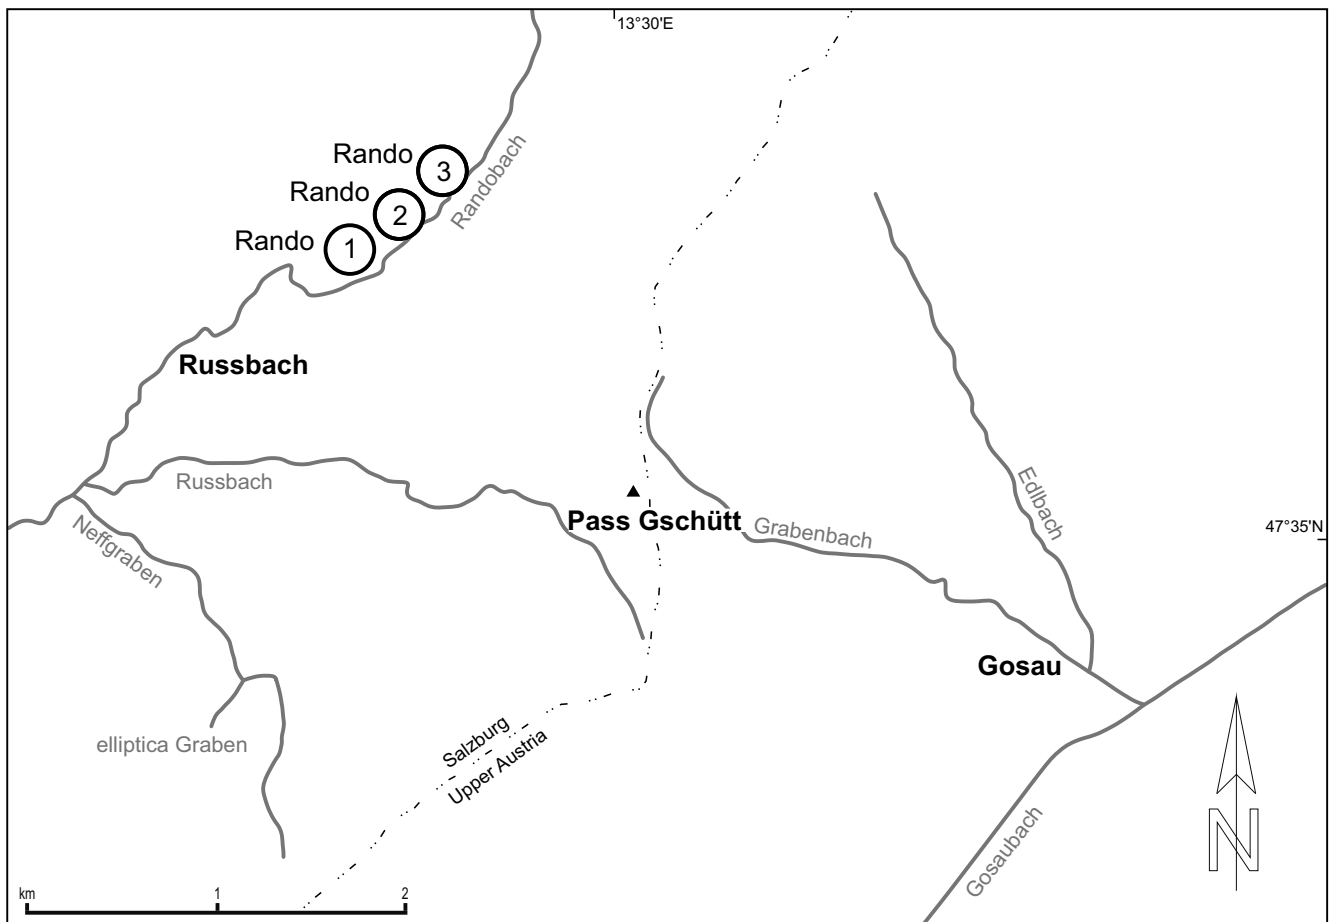 13°30'E
Rando
3
Rando
2
Rando
1
Randobach
Russbach
Russbach
Neffgraben
Pass Gschütt
Grabenbach
Edlbach
47°35'N
Gosau
elliptica Graben
Salzburg
Upper Austria
Gosaubach
N
km
1
2